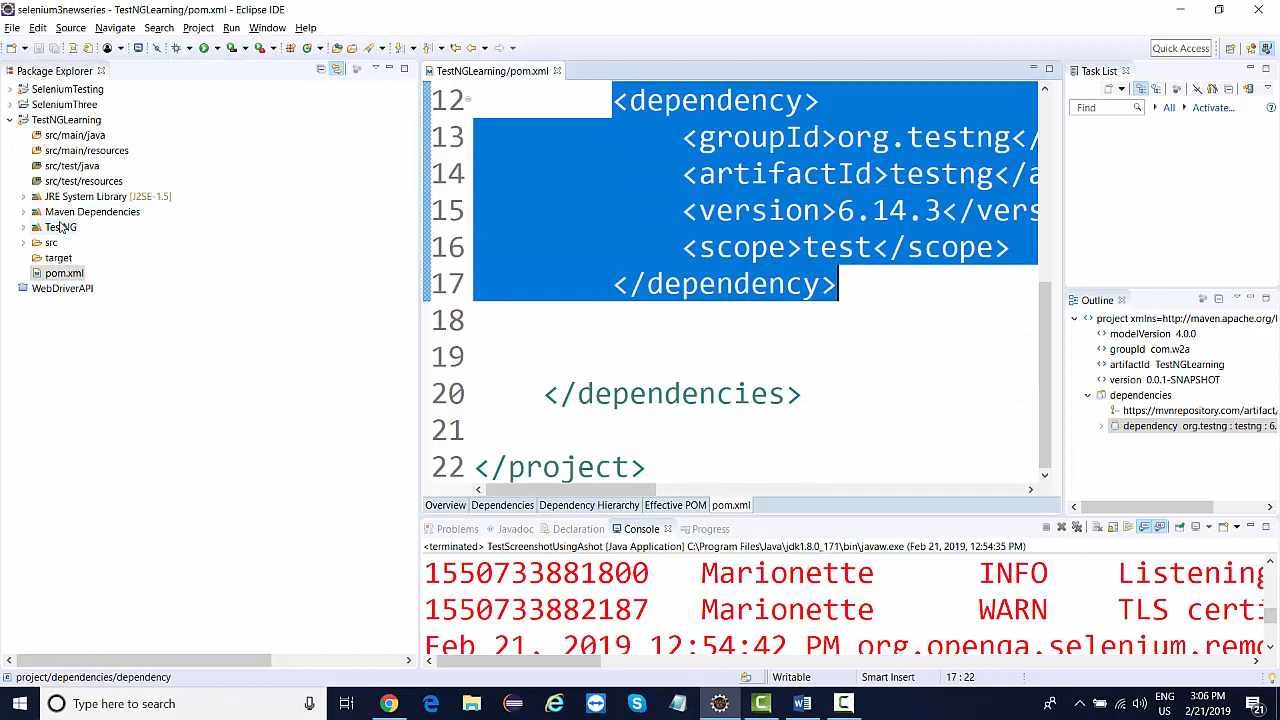 selenium3newseries - TestNGLearning/pom.xml - Eclipse IDE
File Edit Source Refactor Navigate Search Project Run Window Help
Quick Access
Package Explorer
SeleniumTesting
SeleniumThree
TestNGLearning
src/main/java
src/main/resources
src/test/java
src/test/resources
JRE System Library [J2SE-1.5]
Maven Dependencies
TestNG
src
target
pom.xml
WebDriverAPI
TestNGLearning/pom.xml
12 <dependency>
13 <groupId>org.testng</
14 <artifactId>testng</a
15 <version>6.14.3</vers
16 <scope>test</scope>
17 </dependency>
18
19
20 </dependencies>
21
22 </project>
Overview Dependencies Dependency Hierarchy Effective POM pom.xml
Task List
Find All Activate...
Outline
project xmlns=http://maven.apache.org/
modelVersion 4.0.0
groupId com.w2a
artifactId TestNGLearning
version 0.0.1-SNAPSHOT
dependencies
https://mvnrepository.com/artifact/
dependency org.testng : testng : 6.
Problems Javadoc Declaration Console Progress
<terminated> TestScreenshotUsingAshot [Java Application] C:\Program Files\Java\jdk1.8.0_171\bin\javaw.exe (Feb 21, 2019, 12:54:35 PM)
1550733881800 Marionette INFO Listening
1550733882187 Marionette WARN TLS certi
Feb 21, 2019 12:54:42 PM org.openqa.selenium.remo
project/dependencies/dependency
Writable Smart Insert 17 : 22
Type here to search
ENG
US
3:06 PM
2/21/2019
21